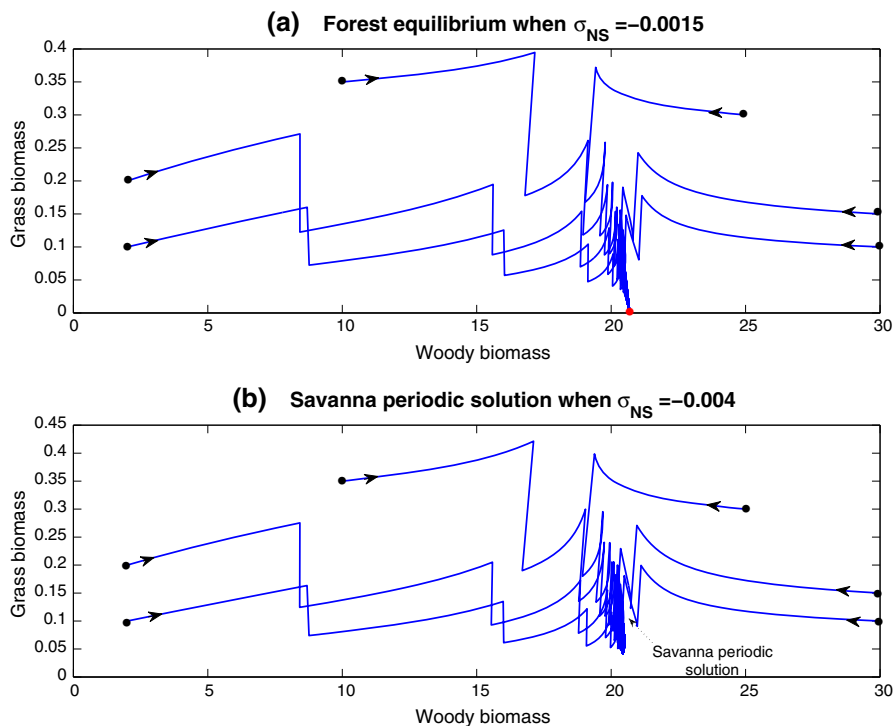 (a) Forest equilibrium when σNS =−0.0015
0.4
0.35
0.3
0.25
0.2
0.15
0.1
0.05
0
Grass biomass
0 5 10 15 20 25 30
Woody biomass
(b) Savanna periodic solution when σNS =−0.004
0.45
0.4
0.35
0.3
0.25
0.2
0.15
0.1
0.05
0
Grass biomass
Savanna periodic
solution
0 5 10 15 20 25 30
Woody biomass